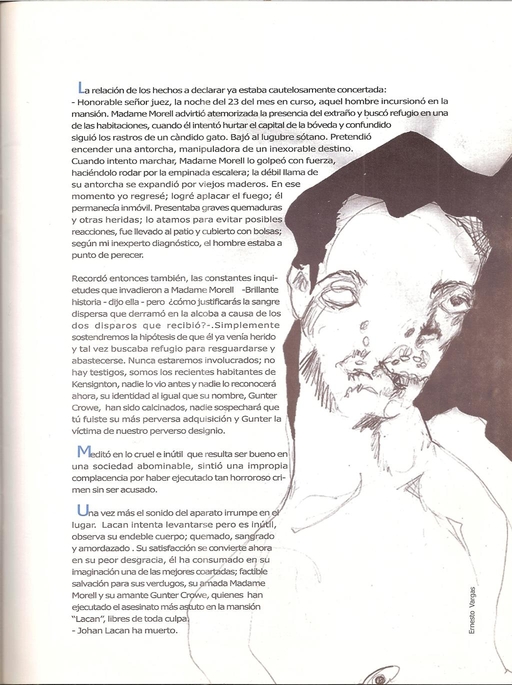 La relación de los hechos a declarar ya estaba cautelosamente concertada:
- Honorable señor juez, la noche del 23 del mes en curso, aquel hombre incursionó en la
mansión. Madame Morell advirtió atemorizada la presencia del extraño y buscó refugio en una
de las habitaciones, cuando él intentó hurtar el capital de la bóveda y confundido
siguió los rastros de un càndido gato. Bajó al lugubre sótano. Pretendió
encender una antorcha, manipuladora de un inexorable destino.
Cuando intento marchar, Madame Morell lo golpeó con fuerza,
haciéndolo rodar por la empinada escalera; la débil llama de
su antorcha se expandió por viejos maderos. En ese
momento yo regresé; logré aplacar el fuego; él
permanecía inmóvil. Presentaba graves quemaduras
y otras heridas; lo atamos para evitar posibles
reacciones, fue llevado al patio y cubierto con bolsas;
según mi inexperto diagnóstico, el hombre estaba a
punto de perecer.
Recordó entonces también, las constantes inqui-
etudes que invadieron a Madame Morell -Brillante
historia - dijo ella - pero ¿cómo justificarás la sangre
dispersa que derramó en la alcoba a causa de los
dos disparos que recibió?-.Simplemente
sostendremos la hipótesis de que él ya venía herido
y tal vez buscaba refugio para resguardarse y
abastecerse. Nunca estaremos involucrados; no
hay testigos, somos los recientes habitantes de
Kensignton, nadie lo vio antes y nadie lo reconocerá
ahora, su identidad al igual que su nombre, Gunter
Crowe, han sido calcinados, nadie sospechará que
tú fuiste su más perversa adquisición y Gunter la
víctima de nuestro perverso designio.
Meditó en lo cruel e inútil que resulta ser bueno en
una sociedad abominable, sintió una impropia
complacencia por haber ejecutado tan horroroso cri-
men sin ser acusado.
Una vez más el sonido del aparato irrumpe en el
lugar. Lacan intenta levantarse pero es inútil,
observa su endeble cuerpo; quemado, sangrado
y amordazado . Su satisfacción se convierte ahora
en su peor desgracia, él ha consumado en su
imaginación una de las mejores coartadas; factible
salvación para sus verdugos, su amada Madame
Morell y su amante Gunter Crowe, quienes han
ejecutado el asesinato más astuto en la mansión
"Lacan", libres de toda culpa.
- Johan Lacan ha muerto.
Ernesto Vargas